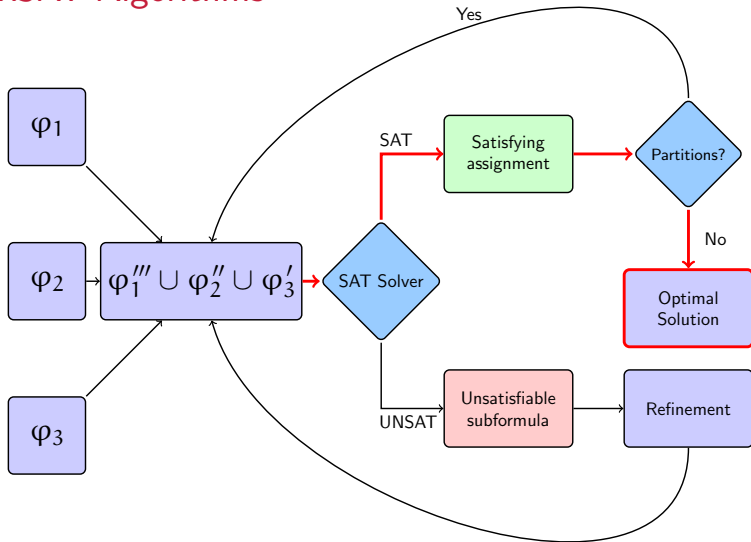 Algorithms
Yes
φ₁
SAT
Satisfying
assignment
Partitions?
No
φ₂
φ₁''' ∪ φ₂'' ∪ φ₃'
SAT Solver
Optimal
Solution
φ₃
UNSAT
Unsatisfiable
subformula
Refinement